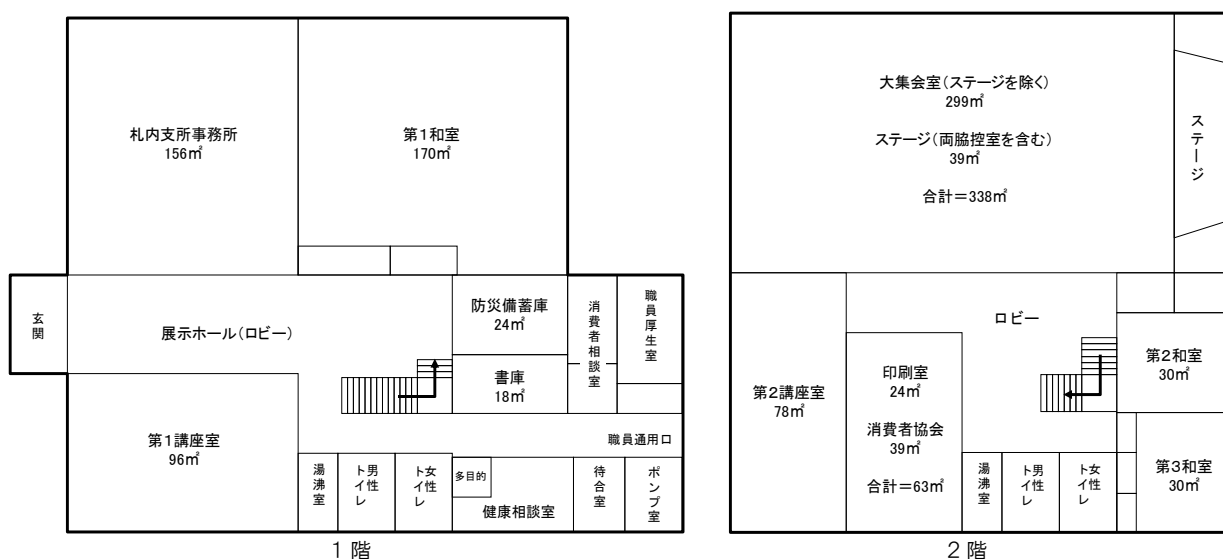 札内支所事務所
156㎡
第1和室
170㎡
玄関
展示ホール(ロビー)
防災備蓄庫
24㎡
消費者相談室
職員厚生室
書庫
18㎡
第1講座室
96㎡
職員通用口
湯沸室
男性トイレ
女性トイレ
多目的
健康相談室
待合室
ポンプ室
1階
大集会室(ステージを除く)
299㎡
ステージ(両脇控室を含む)
39㎡
合計=338㎡
ステージ
ロビー
第2講座室
78㎡
印刷室
24㎡
消費者協会
39㎡
合計=63㎡
第2和室
30㎡
湯沸室
男性トイレ
女性トイレ
第3和室
30㎡
2階